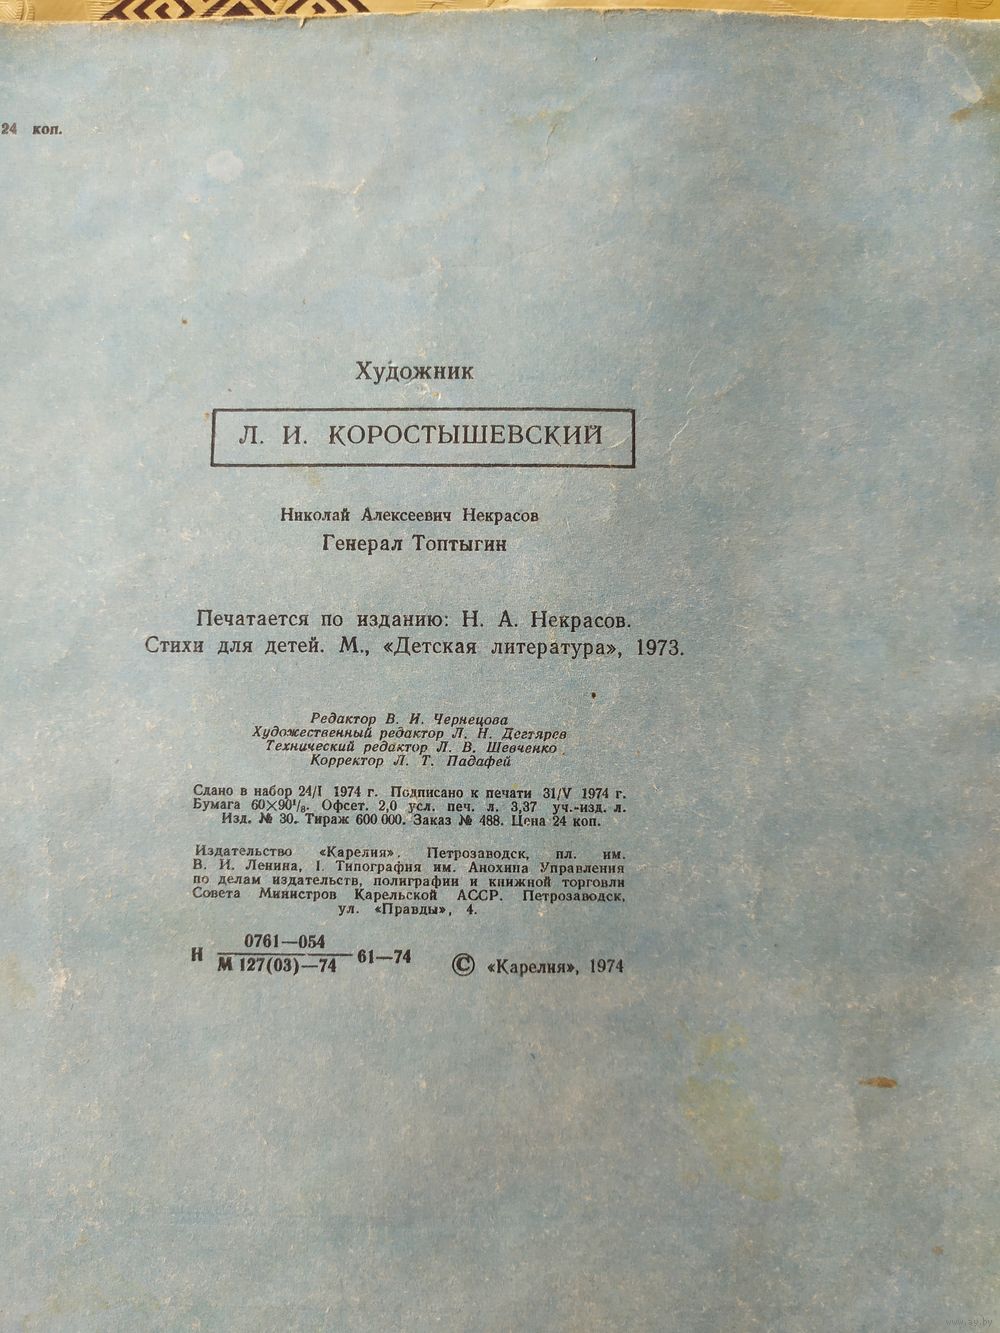 24 коп.
Художник
Л. И. КОРОСТЫШЕВСКИЙ
Николай Алексеевич Некрасов
Генерал Топтыгин
Печатается по изданию: Н. А. Некрасов.
Стихи для детей. М., «Детская литература», 1973.
Редактор В. И. Чернецова
Художественный редактор Л. Н. Дегтярев
Технический редактор Л. В. Шевченко
Корректор Л. Т. Падафей
Сдано в набор 24/I 1974 г. Подписано к печати 31/V 1974 г.
Бумага 60×90¹/₈. Офсет. 2,0 усл. печ. л. 3,37 уч.-изд. л.
Изд. № 30. Тираж 600 000. Заказ № 488. Цена 24 коп.
Издательство «Карелия». Петрозаводск, пл. им.
В. И. Ленина, 1. Типография им. Анохина Управления
по делам издательств, полиграфии и книжной торговли
Совета Министров Карельской АССР. Петрозаводск,
ул. «Правды», 4.
0761—054
Н М 127(03)—74 61—74
© «Карелия», 1974
www.ay.by